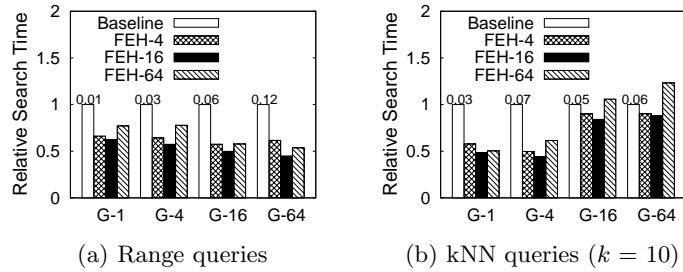 Relative Search Time
2
1.5
1
0.5
0
Baseline
FEH-4
FEH-16
FEH-64
0.01
0.03
0.06
0.12
G-1
G-4
G-16
G-64
(a) Range queries
Relative Search Time
2
1.5
1
0.5
0
Baseline
FEH-4
FEH-16
FEH-64
0.03
0.07
0.05
0.06
G-1
G-4
G-16
G-64
(b) kNN queries (k = 10)